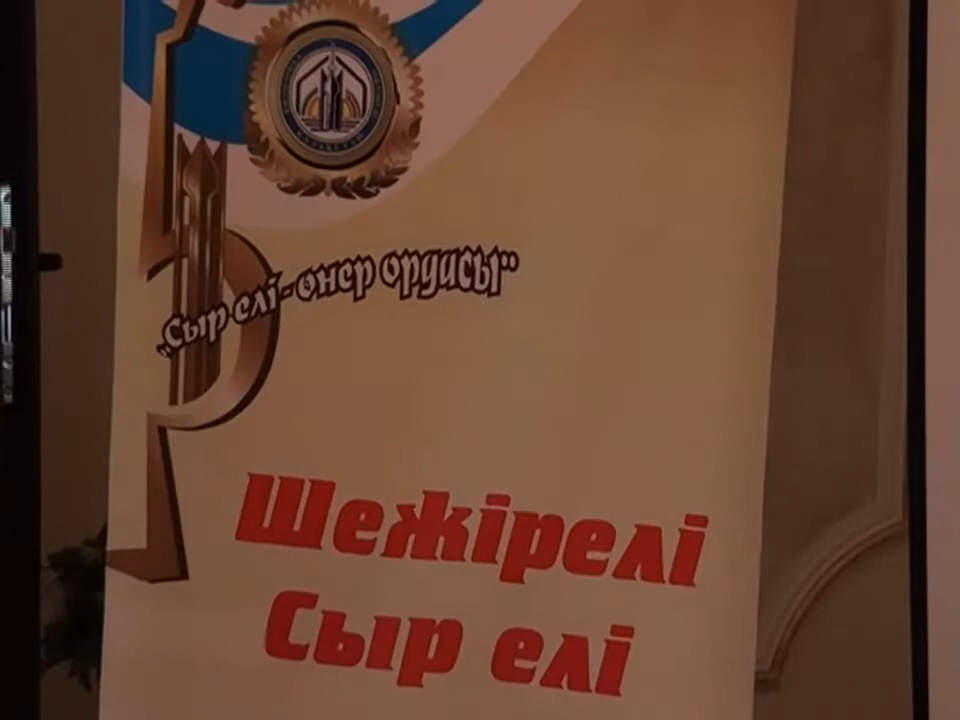 "Сыр елі - өнер ордасы"
Шежірелі
Сыр елі